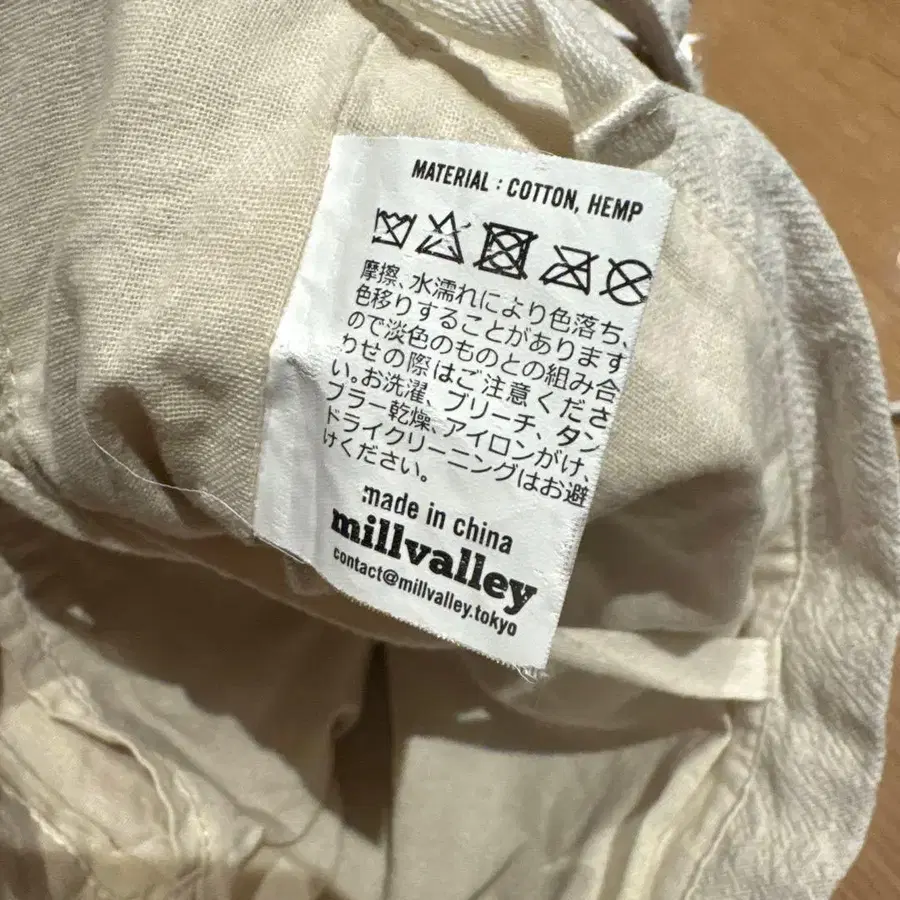 MATERIAL : COTTON, HEMP
摩擦、水濡れにより色落ち、
色移りすることがあります
ので淡色のものとの組み合
わせの際はご注意くださ
い。お洗濯、ブリーチ、タン
ブラー乾燥、アイロンがけ、
ドライクリーニングはお避
けください。
made in china
millvalley
contact@millvalley.tokyo